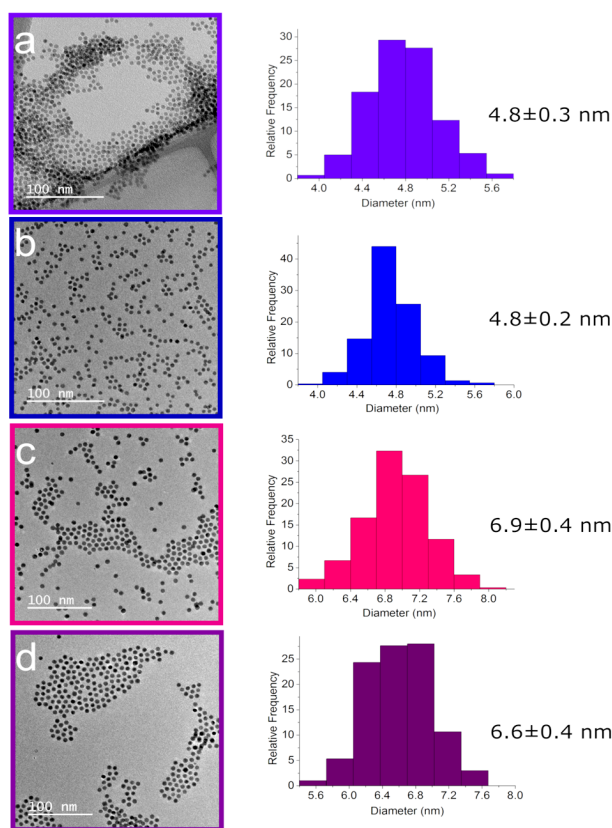 a
100 nm
Relative Frequency
30
25
20
15
10
5
0
4.0 4.4 4.8 5.2 5.6
Diameter (nm)
4.8±0.3 nm
b
100 nm
Relative Frequency
40
30
20
10
0
4.0 4.4 4.8 5.2 5.6 6.0
Diameter (nm)
4.8±0.2 nm
c
100 nm
Relative Frequency
35
30
25
20
15
10
5
0
6.0 6.4 6.8 7.2 7.6 8.0
Diameter (nm)
6.9±0.4 nm
d
100 nm
Relative Frequency
25
20
15
10
5
0
5.6 6.0 6.4 6.8 7.2 7.6 8.0
Diameter (nm)
6.6±0.4 nm